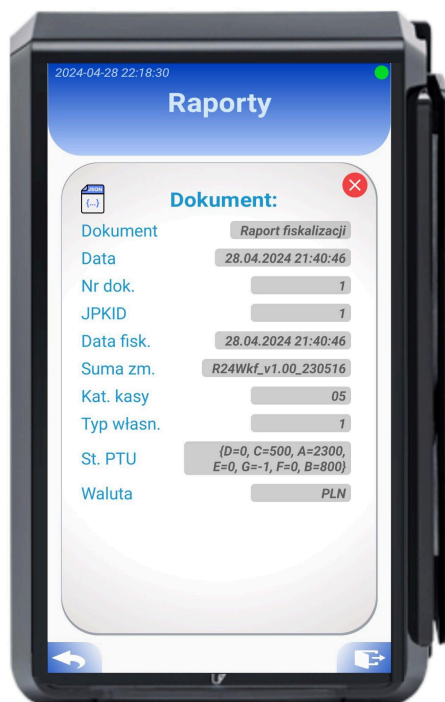 2024-04-28 22:18:30
Raporty
JSON
{...}
Dokument:
Dokument Raport fiskalizacji
Data 28.04.2024 21:40:46
Nr dok. 1
JPKID 1
Data fisk. 28.04.2024 21:40:46
Suma zm. R24Wkf_v1.00_230516
Kat. kasy 05
Typ własn. 1
St. PTU {D=0, C=500, A=2300,
E=0, G=-1, F=0, B=800}
Waluta PLN